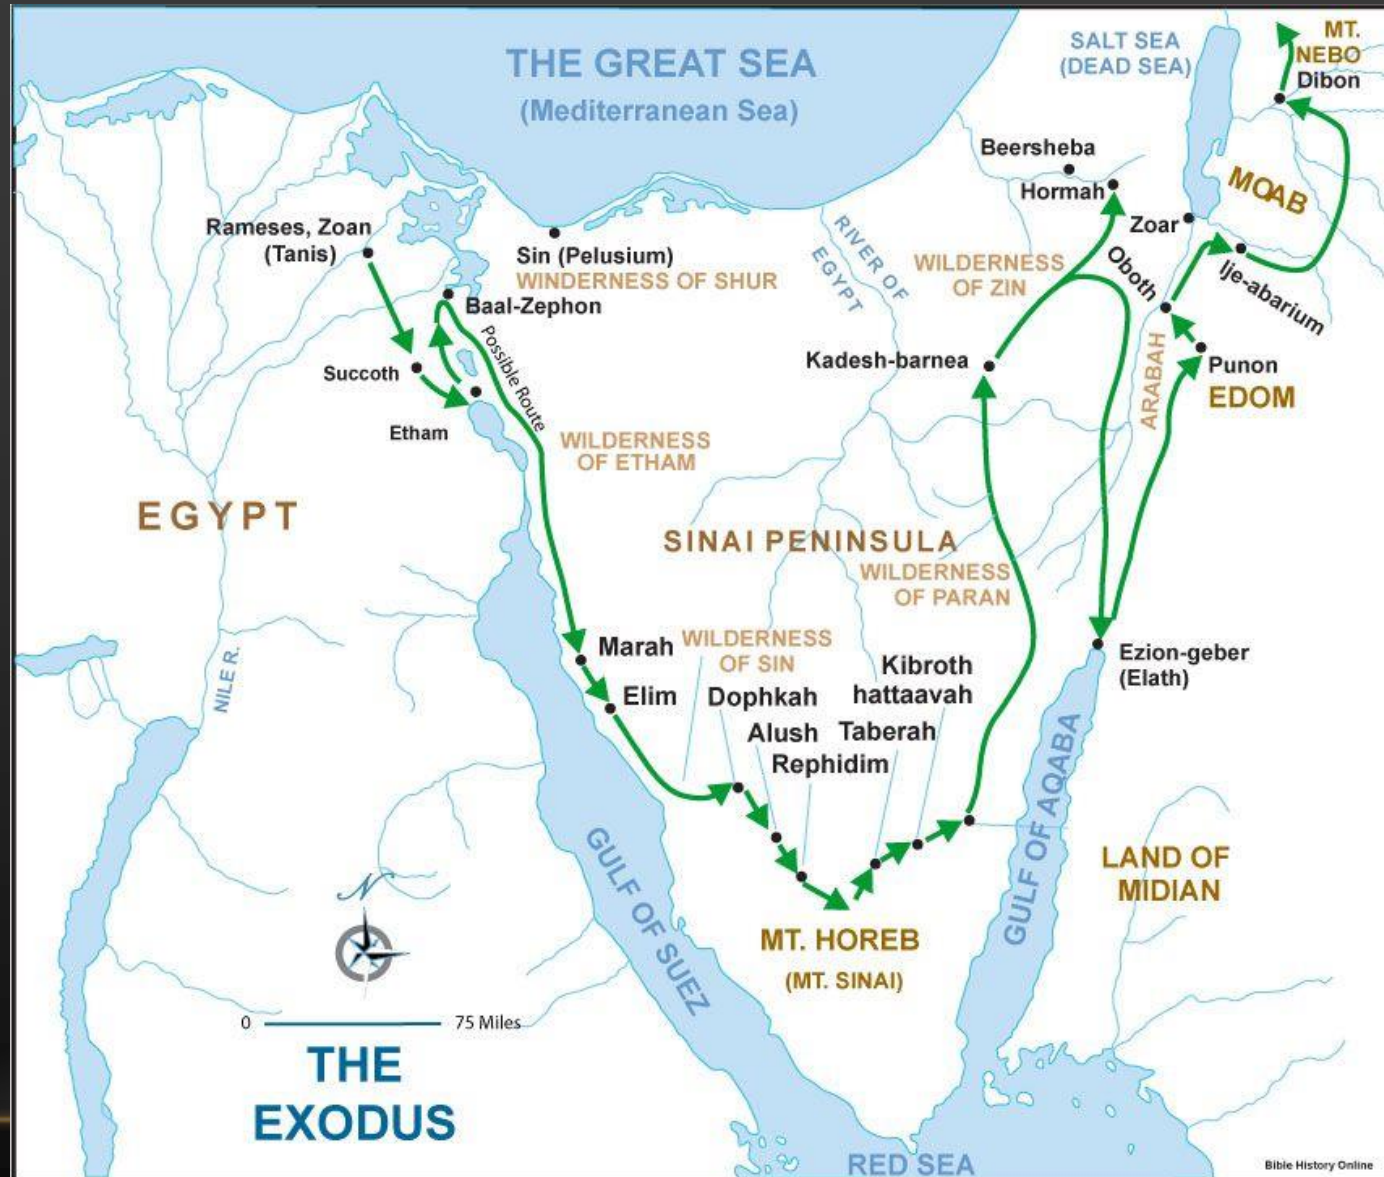 THE GREAT SEA
(Mediterranean Sea)
SALT SEA
(DEAD SEA)
MT.
NEBO
Dibon
Beersheba
Hormah
MOAB
Zoar
Rameses, Zoan
(Tanis)
Sin (Pelusium)
WINDERNESS OF SHUR
RIVER OF
EGYPT
WILDERNESS
OF ZIN
Oboth
Ije-abarium
Baal-Zephon
Possible Route
Succoth
Etham
Kadesh-barnea
ARABAH
Punon
EDOM
WILDERNESS
OF ETHAM
EGYPT
SINAI PENINSULA
WILDERNESS
OF PARAN
NILE R.
Marah
WILDERNESS
OF SIN
Elim
Dophkah
Kibroth
hattaavah
Alush
Taberah
Rephidim
Ezion-geber
(Elath)
GULF OF AQABA
GULF OF SUEZ
LAND OF
MIDIAN
MT. HOREB
(MT. SINAI)
N
0 75 Miles
THE
EXODUS
RED SEA
Bible History Online